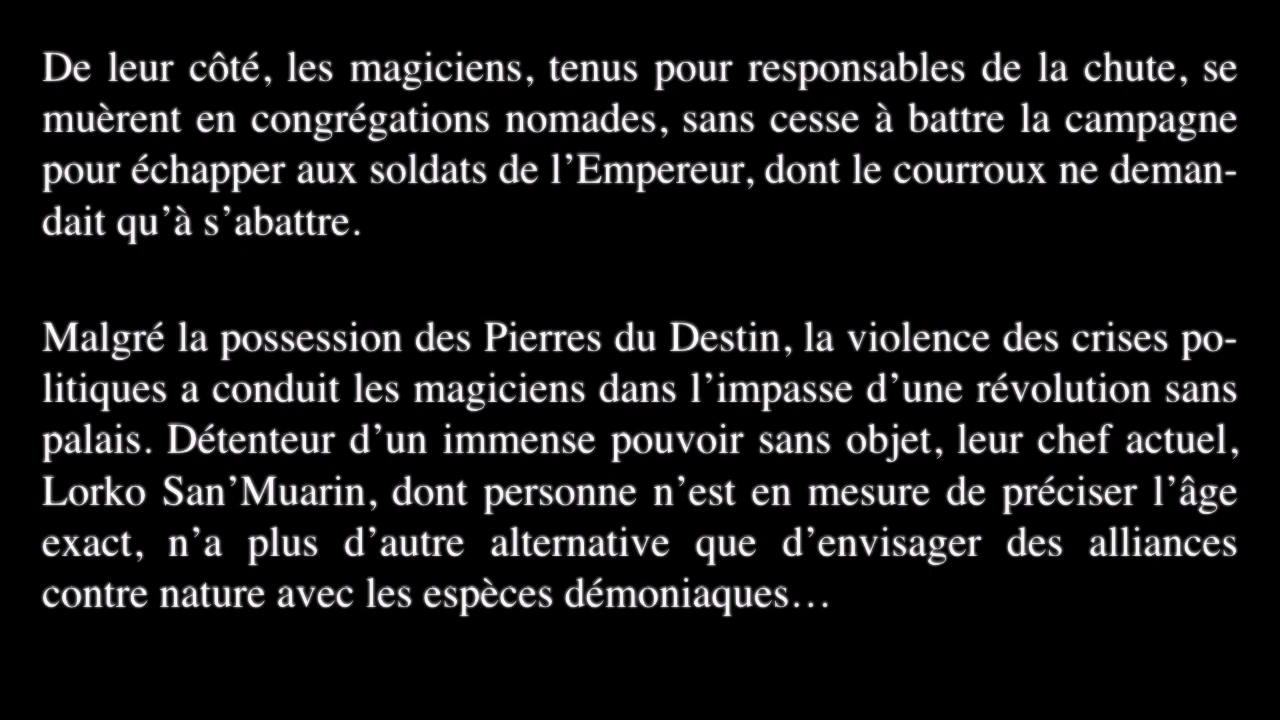 De leur côté, les magiciens, tenus pour responsables de la chute, se
muèrent en congrégations nomades, sans cesse à battre la campagne
pour échapper aux soldats de l’Empereur, dont le courroux ne deman-
dait qu’à s’abattre.
Malgré la possession des Pierres du Destin, la violence des crises po-
litiques a conduit les magiciens dans l’impasse d’une révolution sans
palais. Détenteur d’un immense pouvoir sans objet, leur chef actuel,
Lorko San’Muarin, dont personne n’est en mesure de préciser l’âge
exact, n’a plus d’autre alternative que d’envisager des alliances
contre nature avec les espèces démoniaques…